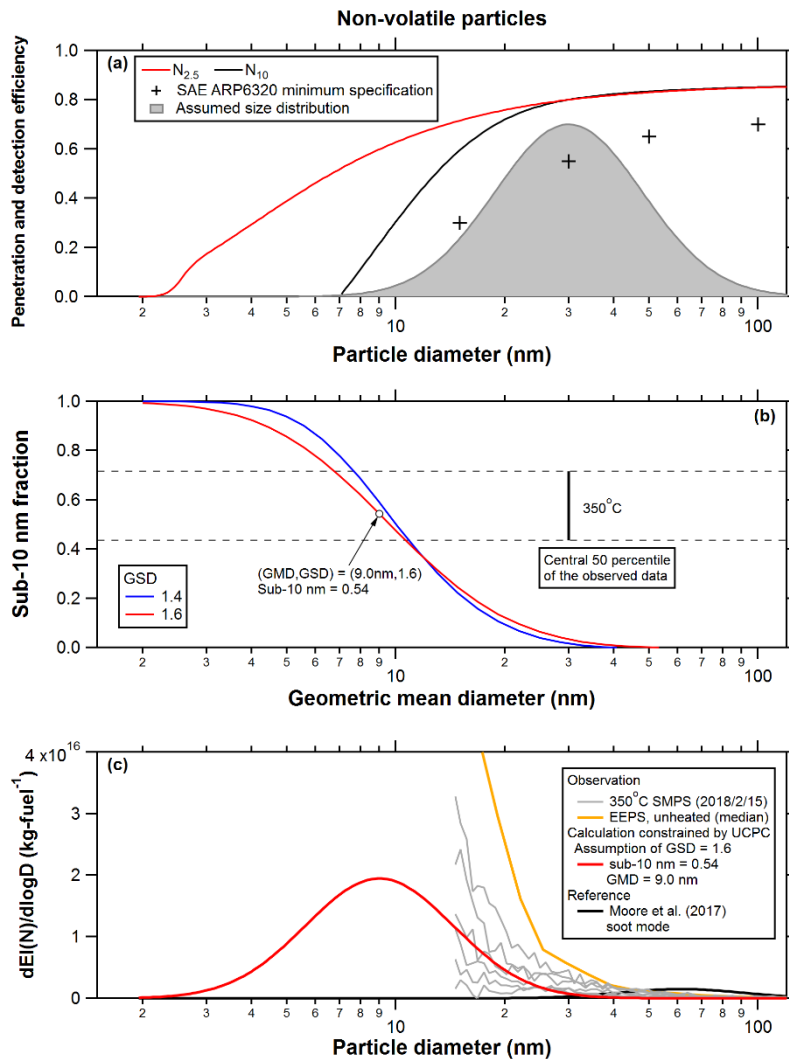 Non-volatile particles
(a)
N2.5 N10
SAE ARP6320 minimum specification
Assumed size distribution
Penetration and detection efficiency
1.0
0.8
0.6
0.4
0.2
0.0
2 3 4 5 6 7 8 9 10 2 3 4 5 6 7 8 9 100
Particle diameter (nm)
(b)
Sub-10 nm fraction
1.0
0.8
0.6
0.4
0.2
0.0
350°C
Central 50 percentile
of the observed data
(GMD,GSD) = (9.0nm,1.6)
Sub-10 nm = 0.54
GSD
1.4
1.6
2 3 4 5 6 7 8 9 10 2 3 4 5 6 7 8 9 100
Geometric mean diameter (nm)
(c)
dEI(N)/dlogD (kg-fuel⁻¹)
4 x10¹⁶
3
2
1
0
Observation
350°C SMPS (2018/2/15)
EEPS, unheated (median)
Calculation constrained by UCPC
Assumption of GSD = 1.6
sub-10 nm = 0.54
GMD = 9.0 nm
Reference
Moore et al. (2017)
soot mode
2 3 4 5 6 7 8 9 10 2 3 4 5 6 7 8 9 100
Particle diameter (nm)